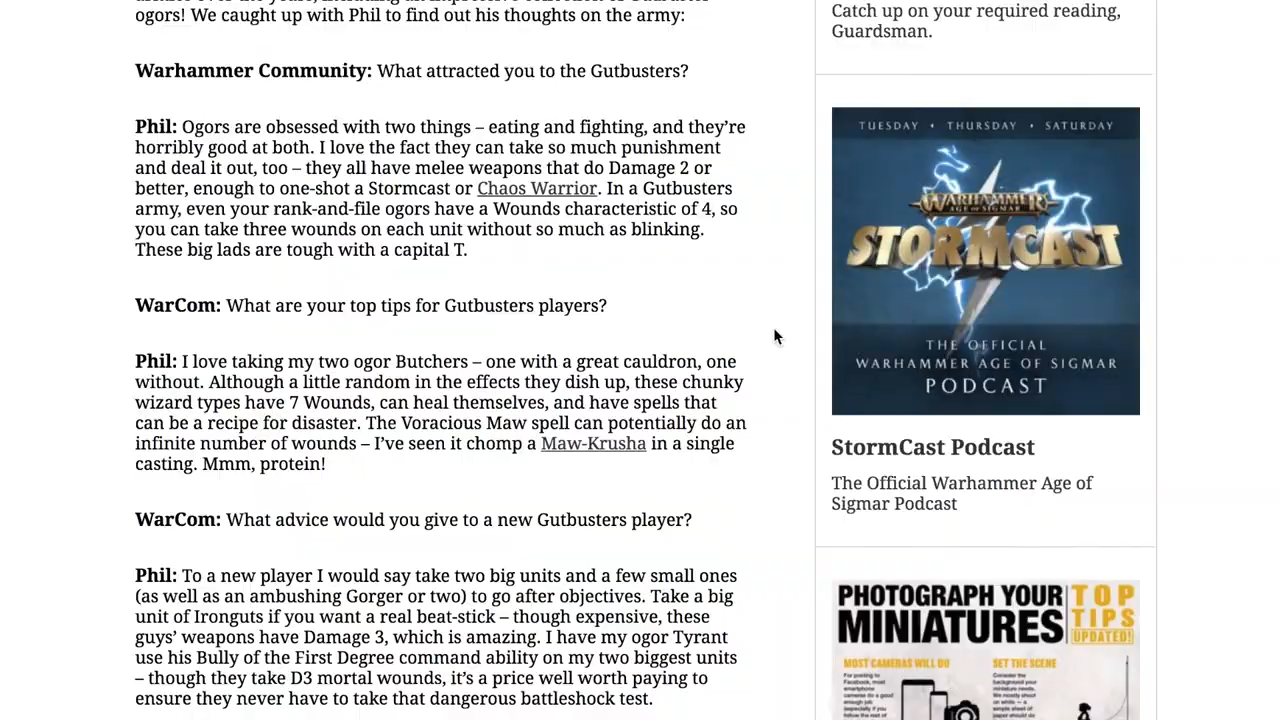 ogors! We caught up with Phil to find out his thoughts on the army:
Warhammer Community: What attracted you to the Gutbusters?
Phil: Ogors are obsessed with two things – eating and fighting, and they’re
horribly good at both. I love the fact they can take so much punishment
and deal it out, too – they all have melee weapons that do Damage 2 or
better, enough to one-shot a Stormcast or Chaos Warrior. In a Gutbusters
army, even your rank-and-file ogors have a Wounds characteristic of 4, so
you can take three wounds on each unit without so much as blinking.
These big lads are tough with a capital T.
WarCom: What are your top tips for Gutbusters players?
Phil: I love taking my two ogor Butchers – one with a great cauldron, one
without. Although a little random in the effects they dish up, these chunky
wizard types have 7 Wounds, can heal themselves, and have spells that
can be a recipe for disaster. The Voracious Maw spell can potentially do an
infinite number of wounds – I’ve seen it chomp a Maw-Krusha in a single
casting. Mmm, protein!
WarCom: What advice would you give to a new Gutbusters player?
Phil: To a new player I would say take two big units and a few small ones
(as well as an ambushing Gorger or two) to go after objectives. Take a big
unit of Ironguts if you want a real beat-stick – though expensive, these
guys’ weapons have Damage 3, which is amazing. I have my ogor Tyrant
use his Bully of the First Degree command ability on my two biggest units
– though they take D3 mortal wounds, it’s a price well worth paying to
ensure they never have to take that dangerous battleshock test.
Catch up on your required reading,
Guardsman.
TUESDAY • THURSDAY • SATURDAY
WARHAMMER
AGE OF SIGMAR
STORMCAST
THE OFFICIAL
WARHAMMER AGE OF SIGMAR
PODCAST
StormCast Podcast
The Official Warhammer Age of
Sigmar Podcast
PHOTOGRAPH YOUR
MINIATURES
TOP
TIPS
UPDATED!
MOST CAMERAS WILL DO
SET THE SCENE